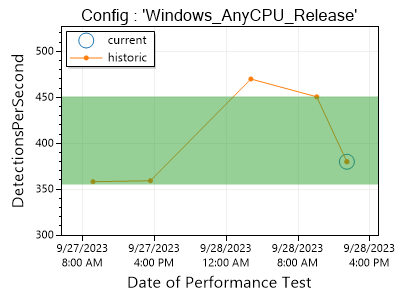 Config : 'Windows_AnyCPU_Release'
current
historic
DetectionsPerSecond
500
450
400
350
300
9/27/2023 9/27/2023 9/28/2023 9/28/2023 9/28/2023
8:00 AM 4:00 PM 12:00 AM 8:00 AM 4:00 PM
Date of Performance Test